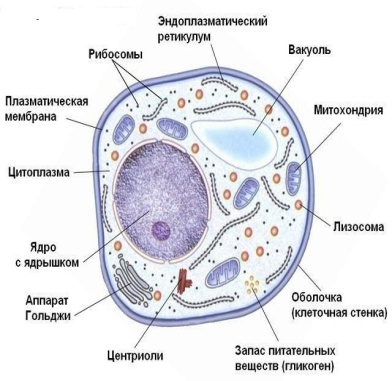 Эндоплазматический
ретикулум
Рибосомы
Вакуоль
Плазматическая
мембрана
Митохондрия
Цитоплазма
Лизосома
Ядро
с ядрышком
Аппарат
Гольджи
Оболочка
(клеточная стенка)
Центриоли
Запас питательных
веществ (гликоген)